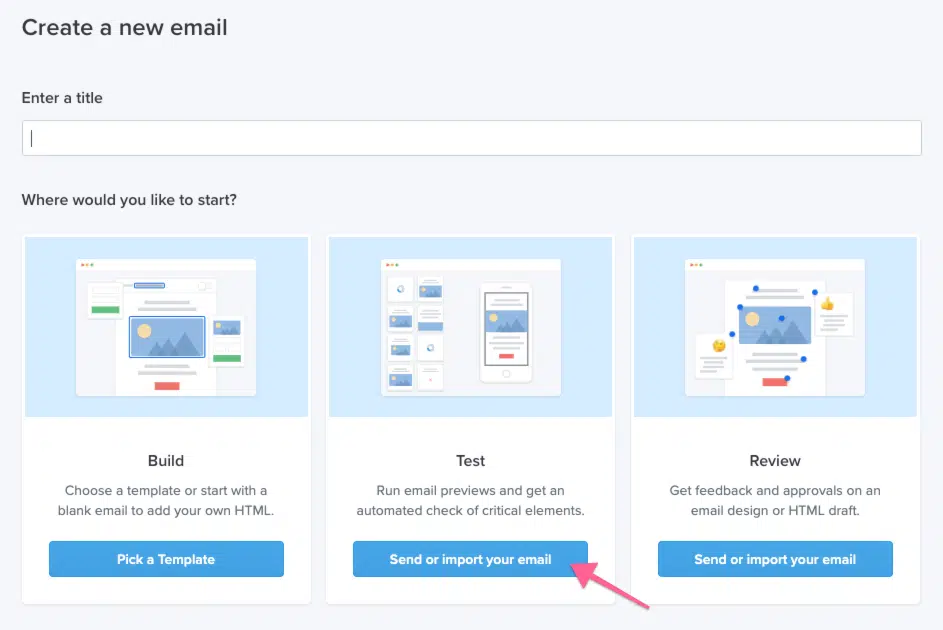 Create a new email
Enter a title
Where would you like to start?
Build
Choose a template or start with a
blank email to add your own HTML.
Pick a Template
Test
Run email previews and get an
automated check of critical elements.
Send or import your email
Review
Get feedback and approvals on an
email design or HTML draft.
Send or import your email